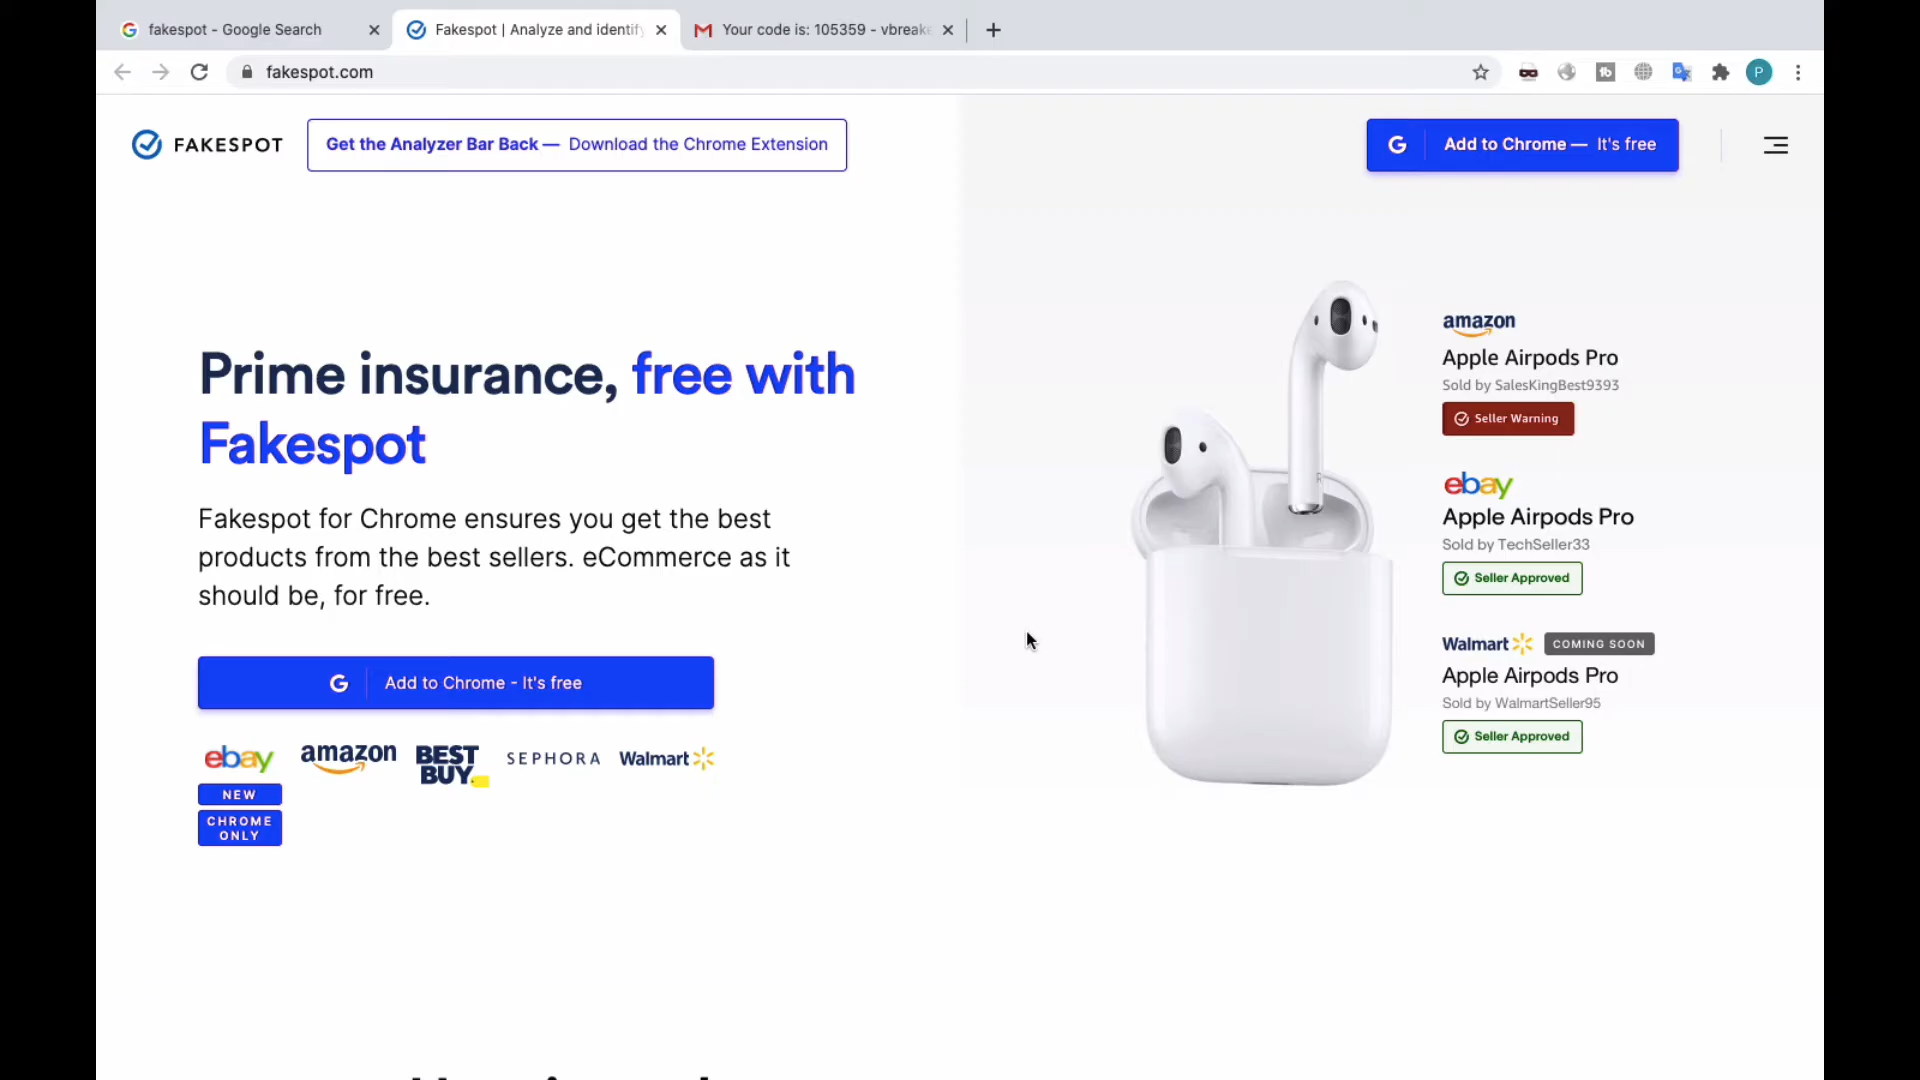 fakespot - Google Search
Fakespot | Analyze and identify
Your code is: 105359 - vbreake
fakespot.com
P
FAKESPOT
Get the Analyzer Bar Back — Download the Chrome Extension
Add to Chrome — It's free
Prime insurance, free with
Fakespot
Fakespot for Chrome ensures you get the best
products from the best sellers. eCommerce as it
should be, for free.
Add to Chrome - It's free
ebay amazon BEST BUY SEPHORA Walmart
NEW
CHROME
ONLY
amazon
Apple Airpods Pro
Sold by SalesKingBest9393
Seller Warning
ebay
Apple Airpods Pro
Sold by TechSeller33
Seller Approved
Walmart COMING SOON
Apple Airpods Pro
Sold by WalmartSeller95
Seller Approved